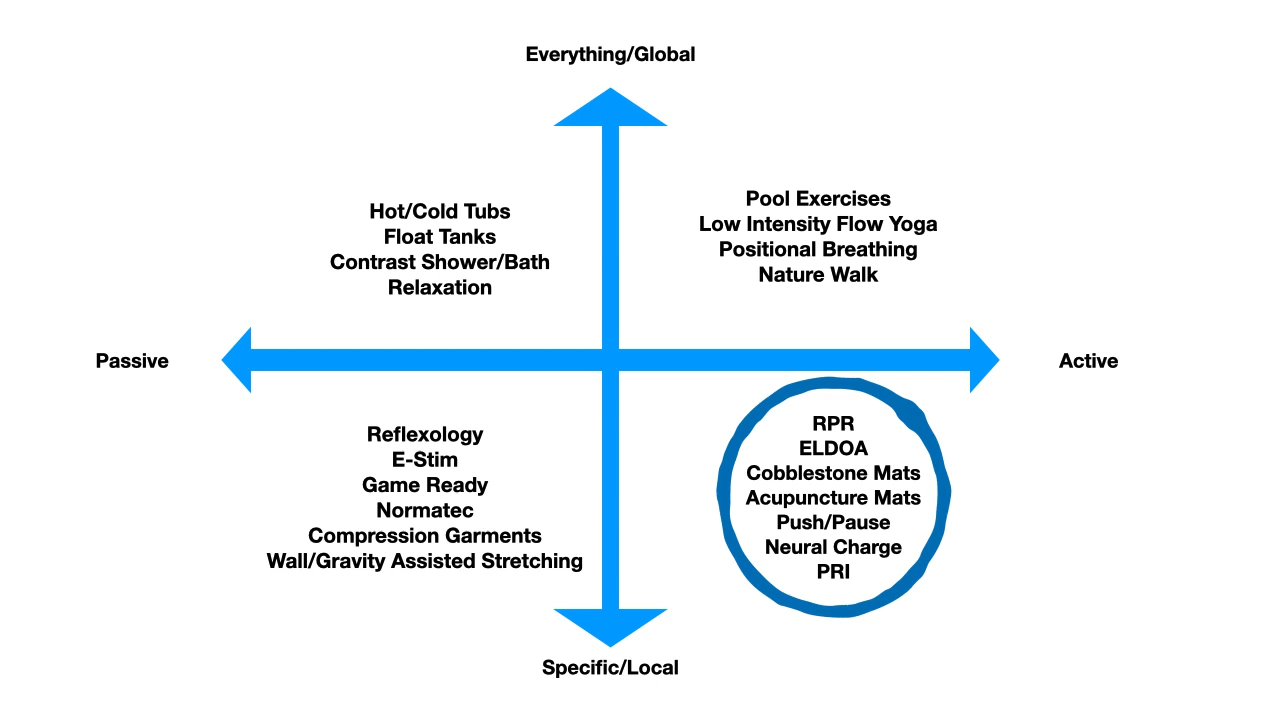 Everything/Global
Hot/Cold Tubs
Float Tanks
Contrast Shower/Bath
Relaxation
Pool Exercises
Low Intensity Flow Yoga
Positional Breathing
Nature Walk
Passive
Active
Reflexology
E-Stim
Game Ready
Normatec
Compression Garments
Wall/Gravity Assisted Stretching
RPR
ELDOA
Cobblestone Mats
Acupuncture Mats
Push/Pause
Neural Charge
PRI
Specific/Local